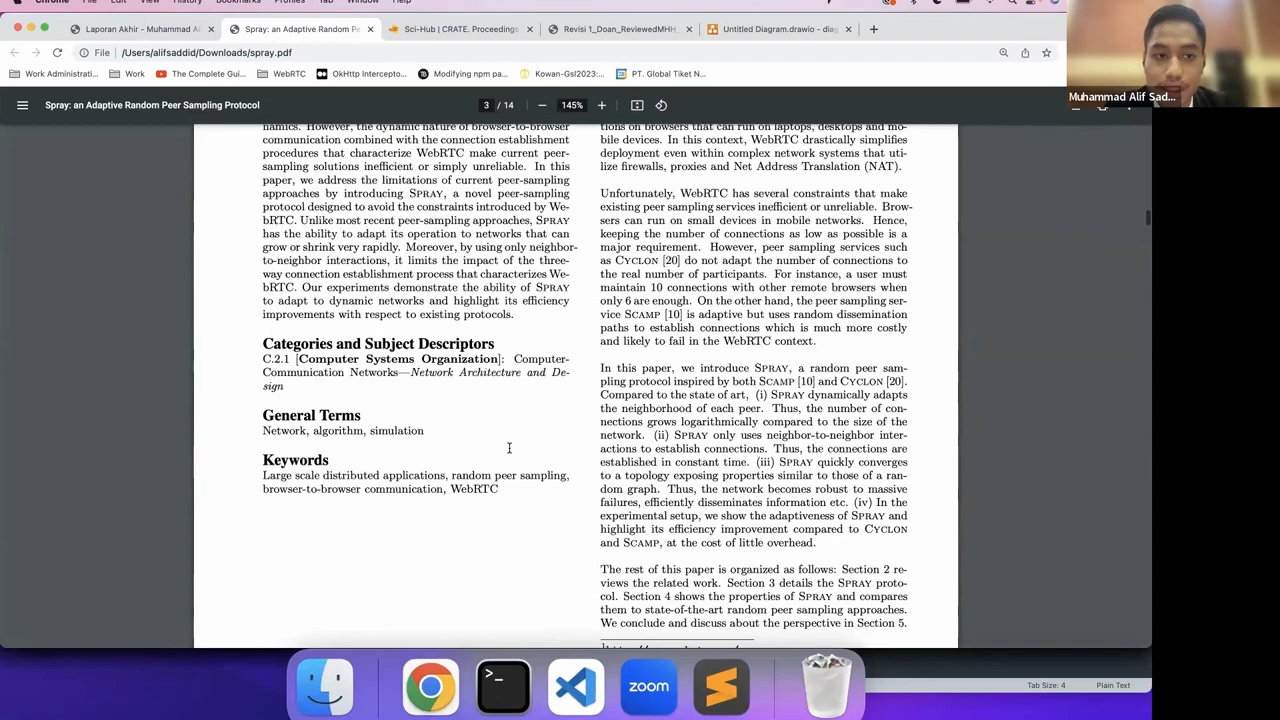 Chrome File Edit View History Bookmarks Profiles Tab Window Help
Laporan Akhir - Muhammad Al
Spray: an Adaptive Random Pe
Sci-Hub | CRATE. Proceedings
Revisi 1_Doan_ReviewedMHH_
Untitled Diagram.drawio - diag
File
/Users/alifsaddid/Downloads/spray.pdf
Work Administrati...
Work
The Complete Gui...
WebRTC
OkHttp Intercepto...
Modifying npm pa...
Kowan-Gsl2023:...
PT. Global Tiket N...
Muhammad Alif Sad...
Spray: an Adaptive Random Peer Sampling Protocol
3 / 14
145%
namics. However, the dynamic nature of browser-to-browser
communication combined with the connection establishment
procedures that characterize WebRTC make current peer-
sampling solutions inefficient or simply unreliable. In this
paper, we address the limitations of current peer-sampling
approaches by introducing SPRAY, a novel peer-sampling
protocol designed to avoid the constraints introduced by We-
bRTC. Unlike most recent peer-sampling approaches, SPRAY
has the ability to adapt its operation to networks that can
grow or shrink very rapidly. Moreover, by using only neighbor-
to-neighbor interactions, it limits the impact of the three-
way connection establishment process that characterizes We-
bRTC. Our experiments demonstrate the ability of SPRAY
to adapt to dynamic networks and highlight its efficiency
improvements with respect to existing protocols.
Categories and Subject Descriptors
C.2.1 [Computer Systems Organization]: Computer-
Communication Networks—Network Architecture and De-
sign
General Terms
Network, algorithm, simulation
Keywords
Large scale distributed applications, random peer sampling,
browser-to-browser communication, WebRTC
tions on browsers that can run on laptops, desktops and mo-
bile devices. In this context, WebRTC drastically simplifies
deployment even within complex network systems that uti-
lize firewalls, proxies and Net Address Translation (NAT).
Unfortunately, WebRTC has several constraints that make
existing peer sampling services inefficient or unreliable. Brow-
sers can run on small devices in mobile networks. Hence,
keeping the number of connections as low as possible is a
major requirement. However, peer sampling services such
as CYCLON [20] do not adapt the number of connections to
the real number of participants. For instance, a user must
maintain 10 connections with other remote browsers when
only 6 are enough. On the other hand, the peer sampling ser-
vice SCAMP [10] is adaptive but uses random dissemination
paths to establish connections which is much more costly
and likely to fail in the WebRTC context.
In this paper, we introduce SPRAY, a random peer sam-
pling protocol inspired by both SCAMP [10] and CYCLON [20].
Compared to the state of art, (i) SPRAY dynamically adapts
the neighborhood of each peer. Thus, the number of con-
nections grows logarithmically compared to the size of the
network. (ii) SPRAY only uses neighbor-to-neighbor inter-
actions to establish connections. Thus, the connections are
established in constant time. (iii) SPRAY quickly converges
to a topology exposing properties similar to those of a ran-
dom graph. Thus, the network becomes robust to massive
failures, efficiently disseminates information etc. (iv) In the
experimental setup, we show the adaptiveness of SPRAY and
highlight its efficiency improvement compared to CYCLON
and SCAMP, at the cost of little overhead.
The rest of this paper is organized as follows: Section 2 re-
views the related work. Section 3 details the SPRAY proto-
col. Section 4 shows the properties of SPRAY and compares
them to state-of-the-art random peer sampling approaches.
We conclude and discuss about the perspective in Section 5.
zoom
Tab Size: 4
Plain Text